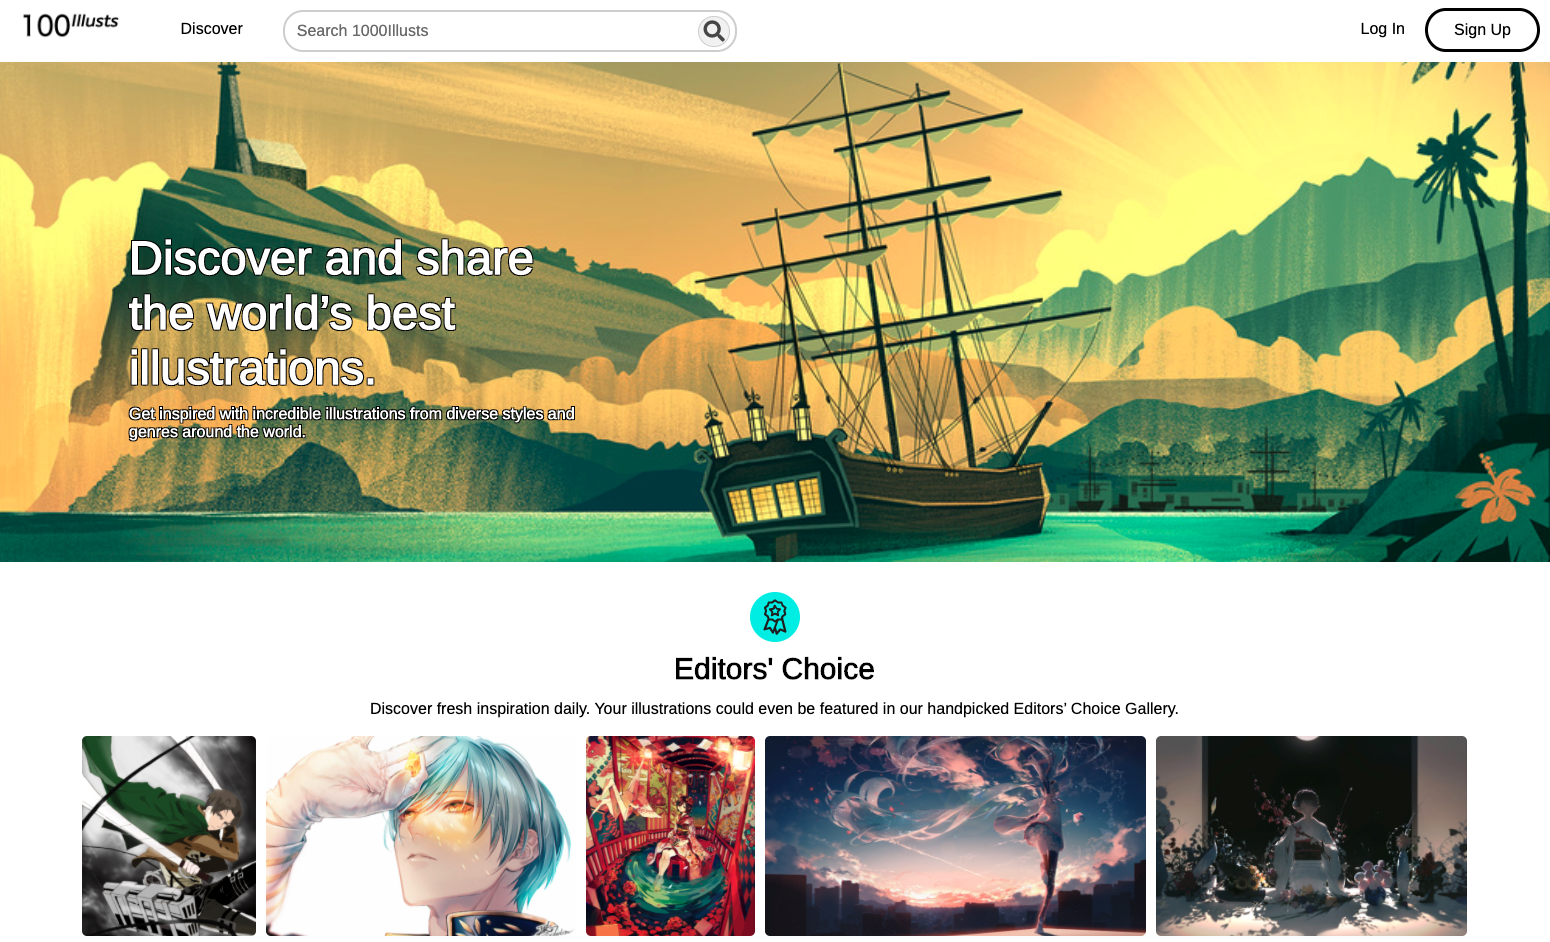 100Illusts
Discover
Search 1000Illusts
Log In
Sign Up
Discover and share
the world’s best
illustrations.
Get inspired with incredible illustrations from diverse styles and
genres around the world.
Editors' Choice
Discover fresh inspiration daily. Your illustrations could even be featured in our handpicked Editors’ Choice Gallery.